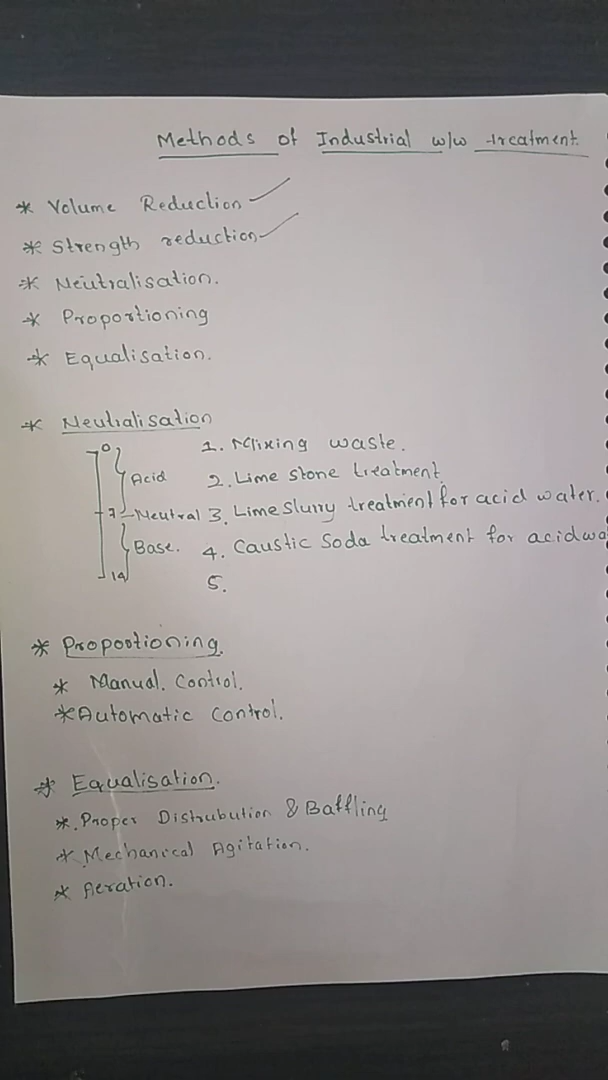 Methods of Industrial w/w treatment.
* Volume Reduction
* Strength reduction
* Neutralisation.
* Proportioning
* Equalisation.
* Neutralisation
0
Acid
7 Neutral
Base.
14
1. Mixing waste.
2. Lime stone treatment
3. Lime slurry treatment for acid water.
4. Caustic Soda treatment for acid wa
5.
* Propootioning.
* Manual. Control.
* Automatic Control.
* Equalisation.
*. Proper Distrubution & Baffling
* Mechanical Agitation.
* Aeration.